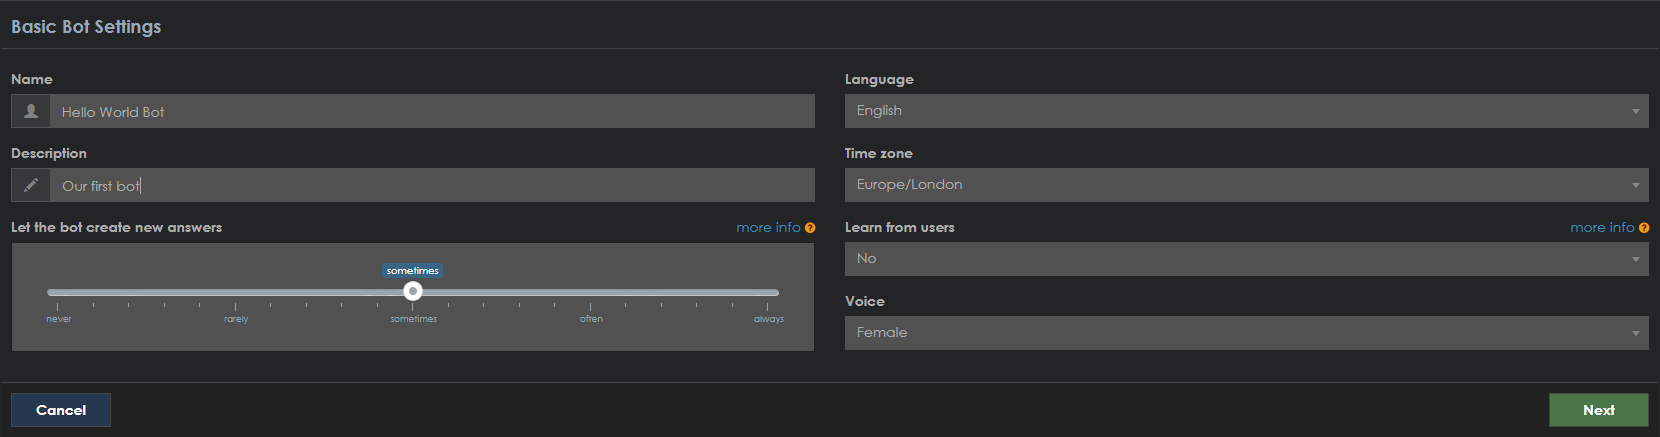 Basic Bot Settings
Name
Hello World Bot
Description
Our first bot
Let the bot create new answers more info ?
sometimes
never rarely sometimes often always
Language
English
Time zone
Europe/London
Learn from users more info ?
No
Voice
Female
Cancel Next